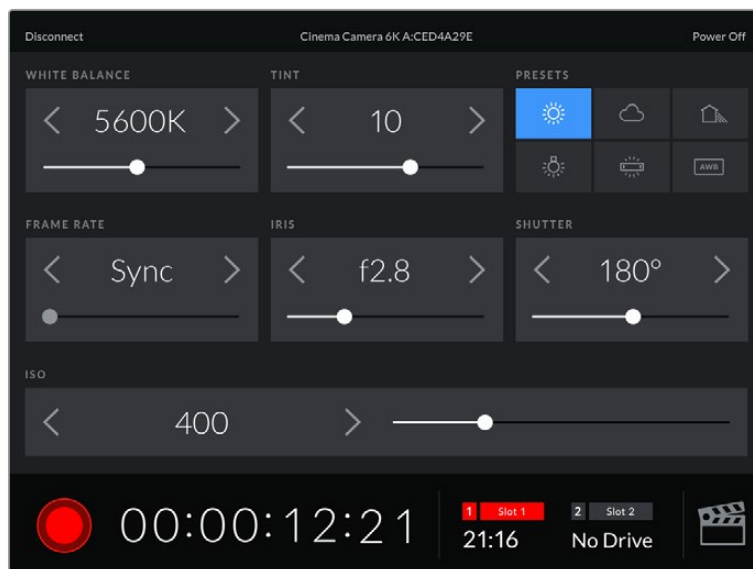 Disconnect
Cinema Camera 6K A:CED4A29E
Power Off
WHITE BALANCE
TINT
PRESETS
5600K
10
AWB
FRAME RATE
IRIS
SHUTTER
Sync
f2.8
180°
ISO
400
00:00:12:21
1 Slot 1
2 Slot 2
21:16
No Drive